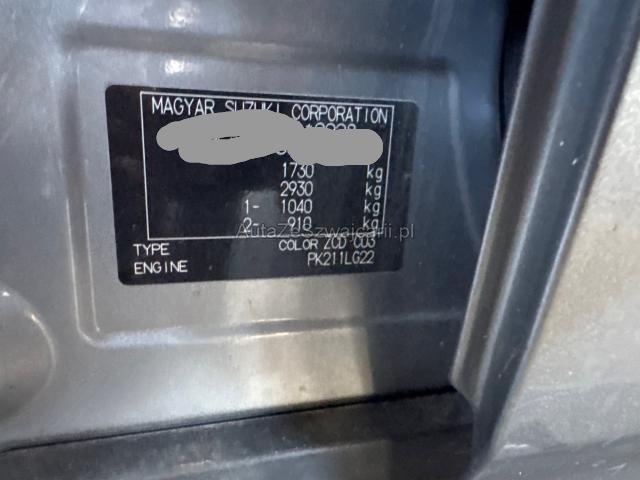 MAGYAR SUZUKI CORPORATION
1730 kg
2930 kg
1- 1040 kg
2- 910 kg
AutaZeSzwajcarii.pl
TYPE COLOR ZCD C03
ENGINE PK211LG22